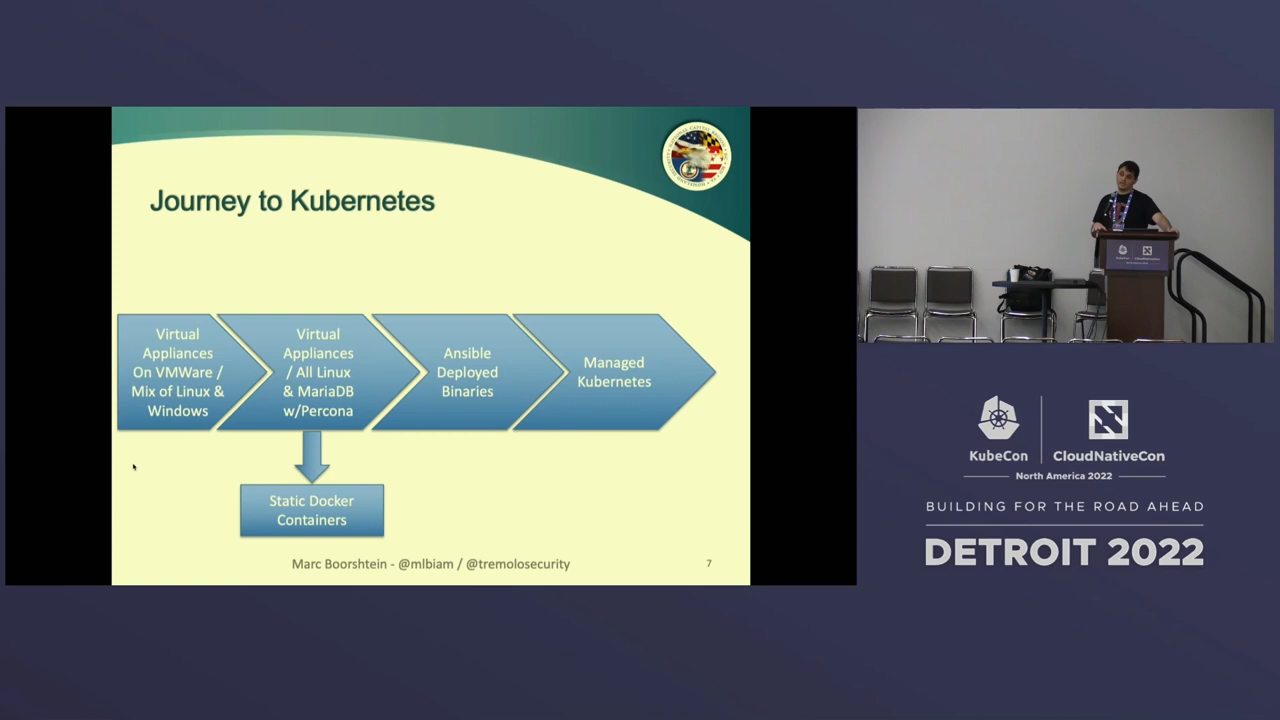 Journey to Kubernetes
Virtual
Appliances
On VMWare /
Mix of Linux &
Windows
Virtual
Appliances
/ All Linux
& MariaDB
w/Percona
Ansible
Deployed
Binaries
Managed
Kubernetes
Static Docker
Containers
Marc Boorshtein - @mlbiam / @tremolosecurity
7
KubeCon
CloudNativeCon
KubeCon
CloudNativeCon
North America 2022
BUILDING FOR THE ROAD AHEAD
DETROIT 2022